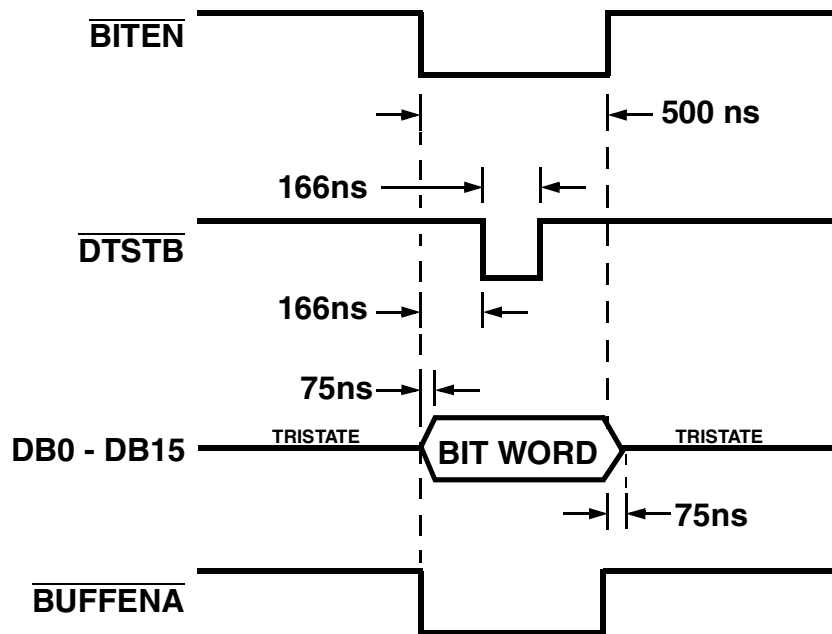 BITEN
500 ns
166ns
DTSTB
166ns
75ns
DB0 - DB15
TRISTATE
BIT WORD
TRISTATE
75ns
BUFFENA